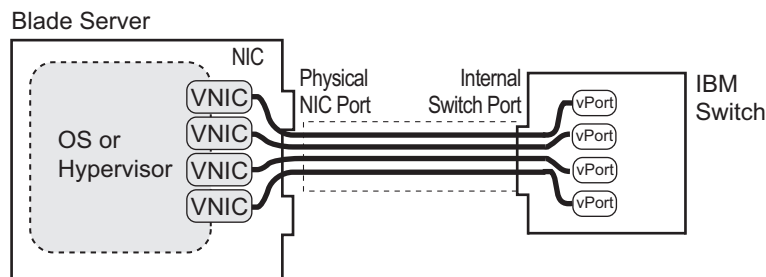 Blade Server
NIC
VNIC
VNIC
VNIC
VNIC
OS or
Hypervisor
Physical
NIC Port
Internal
Switch Port
vPort
vPort
vPort
vPort
IBM
Switch